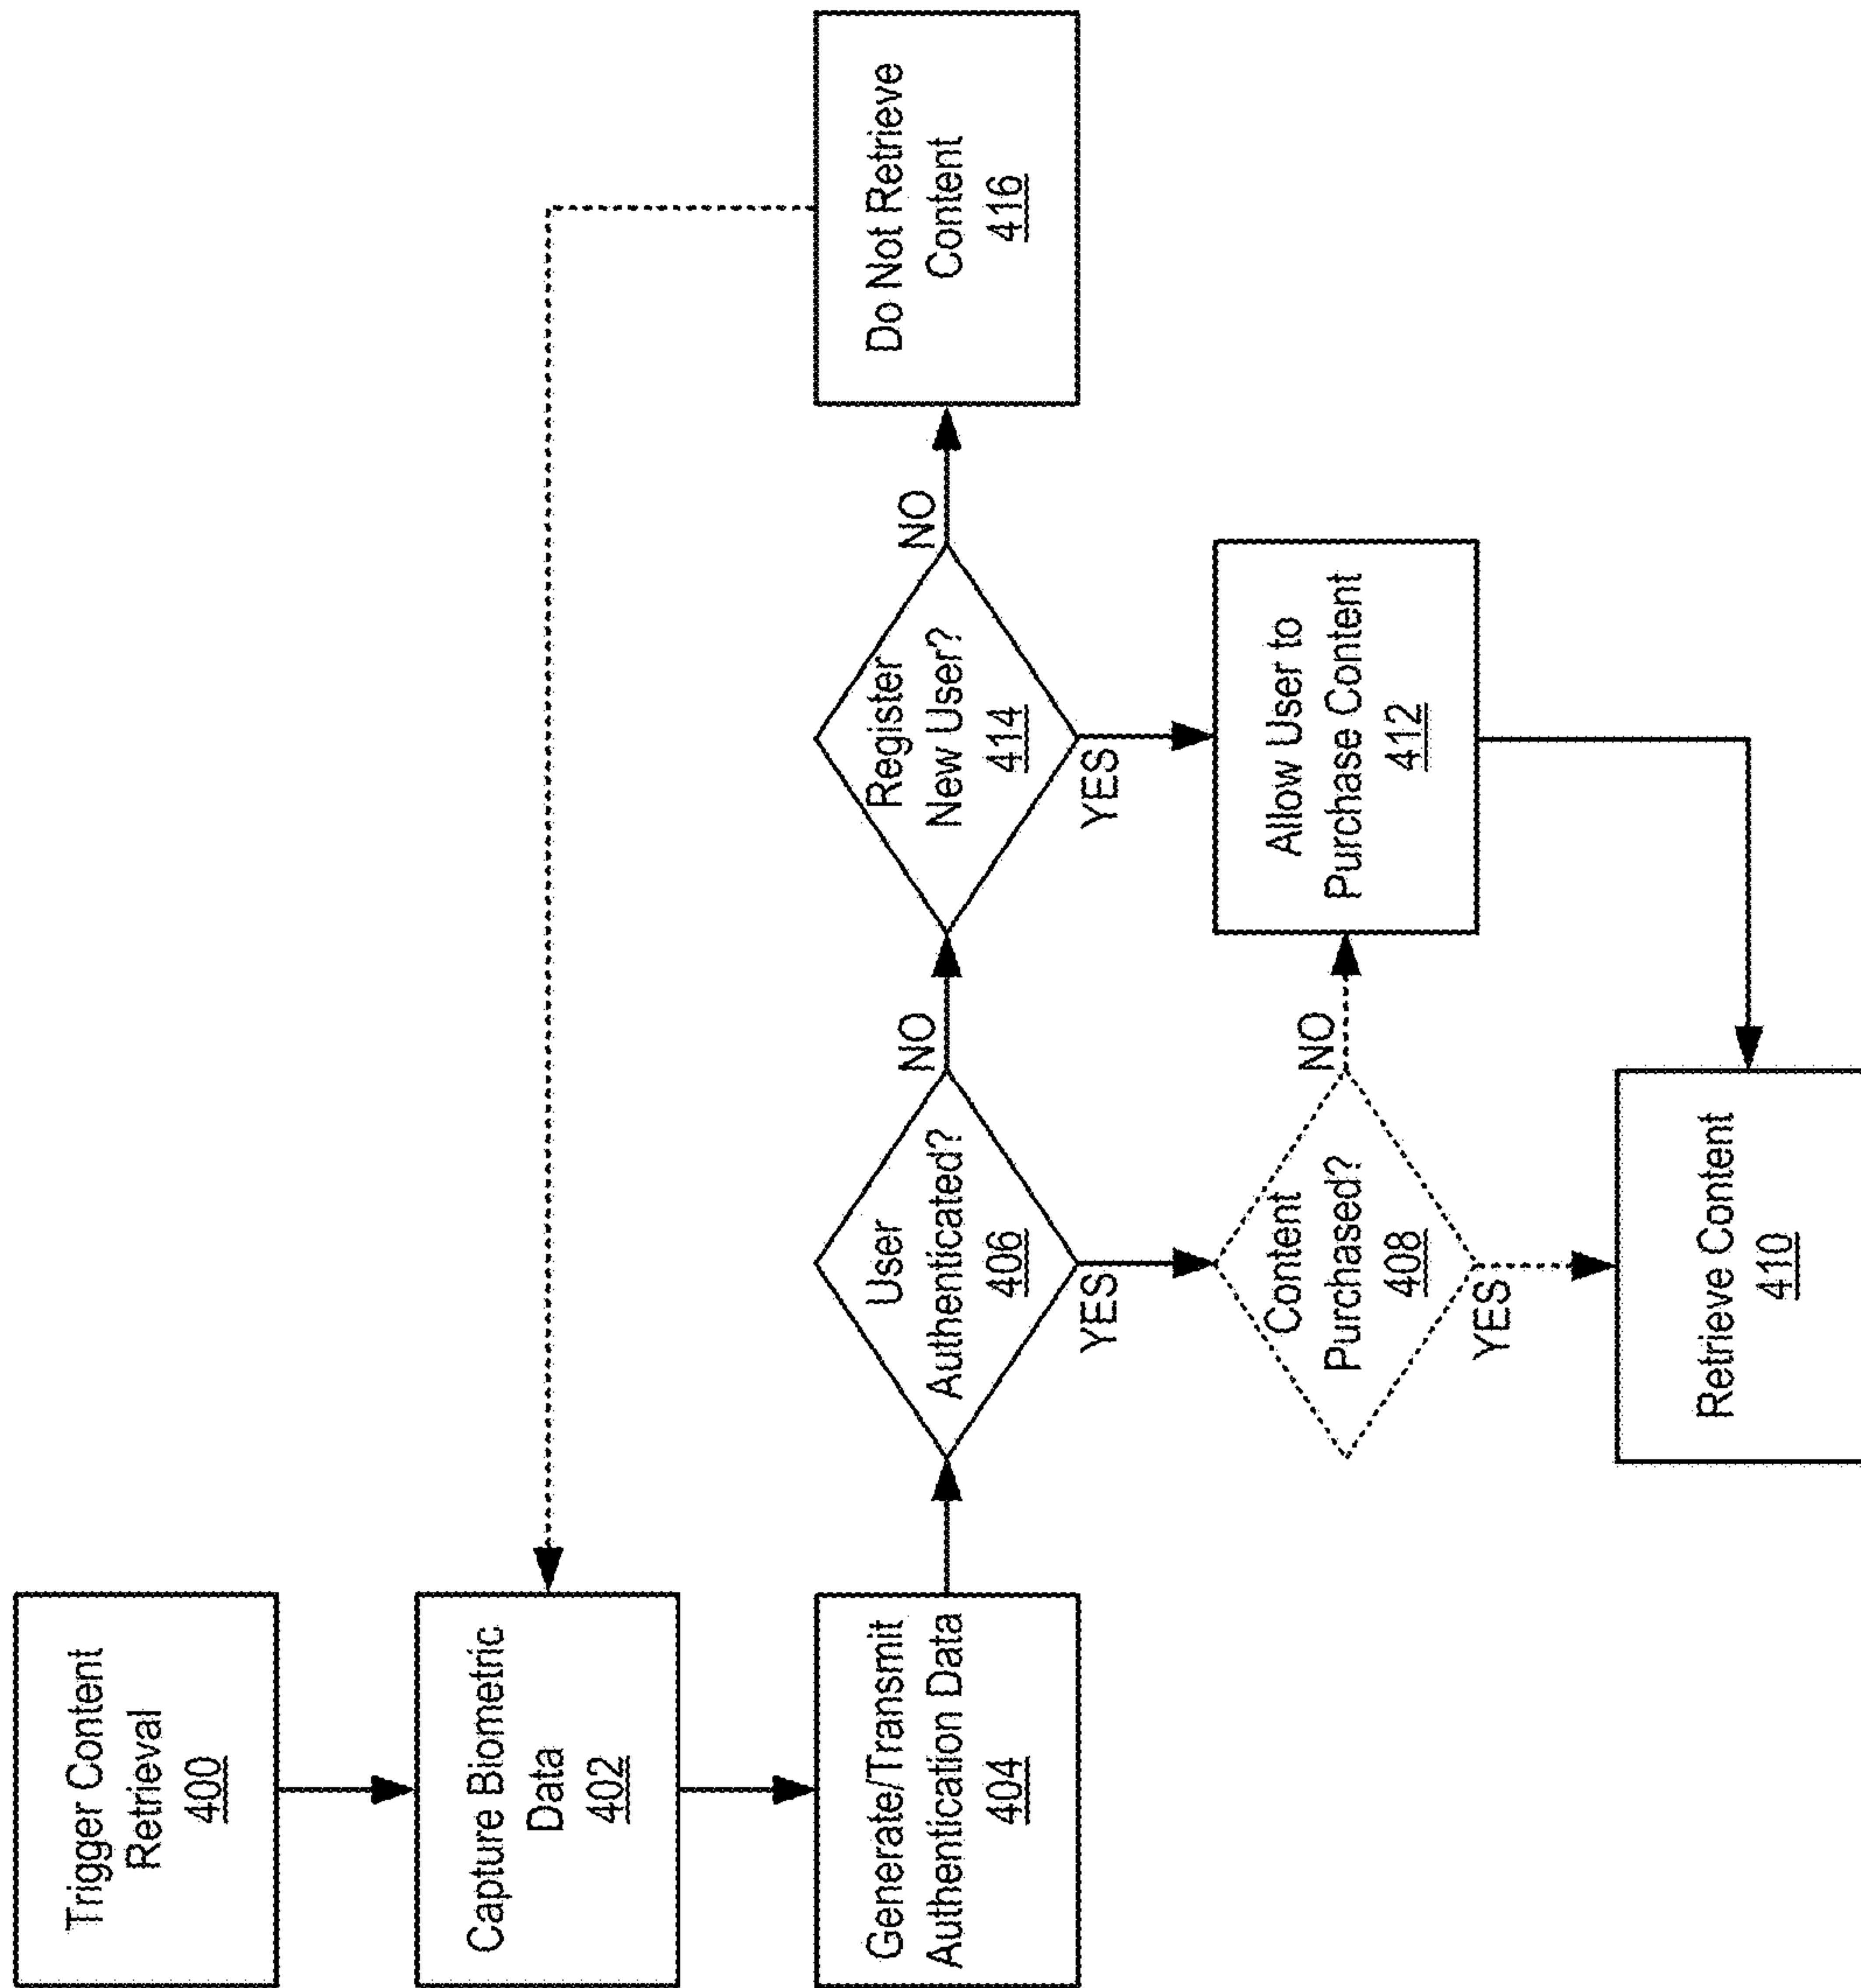 Trigger Content
Retrieval
400
Capture Biometric
Data
402
Generate/Transmit
Authentication Data
404
User
Authenticated?
406
NO
YES
Register
New User?
414
NO
YES
Do Not Retrieve
Content
416
Content
Purchased?
408
NO
YES
Allow User to
Purchase Content
412
Retrieve Content
410